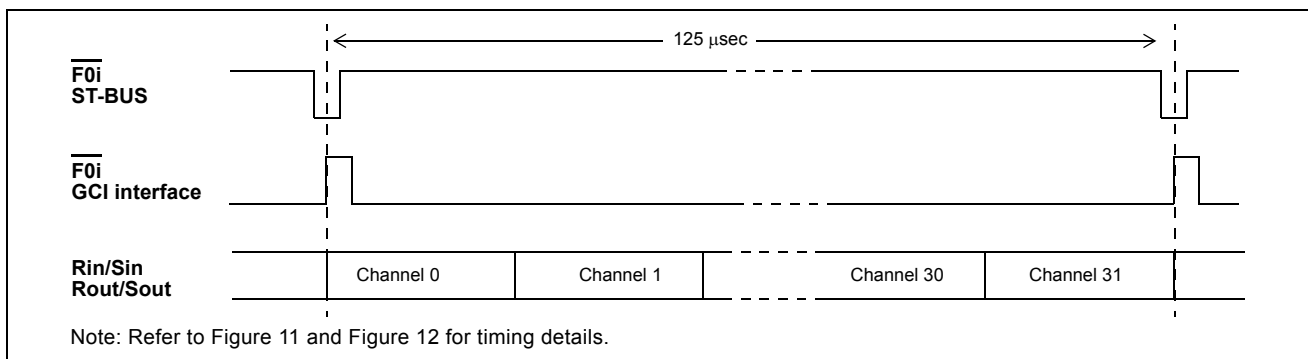 125 μsec
F0i
ST-BUS
F0i
GCI interface
Rin/Sin
Rout/Sout
Channel 0
Channel 1
Channel 30
Channel 31
Note: Refer to Figure 11 and Figure 12 for timing details.